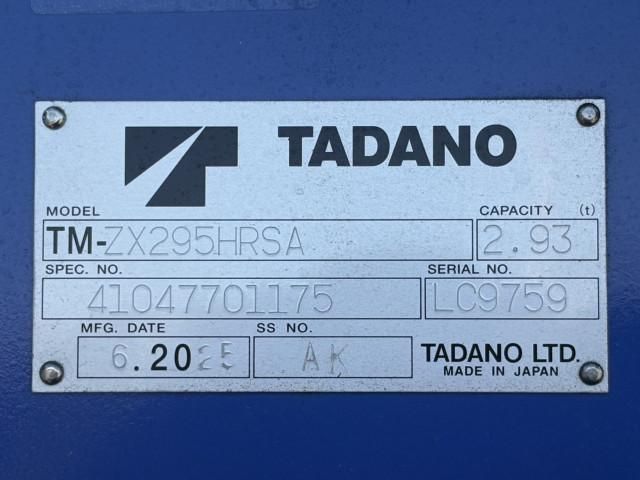 TADANO
MODEL CAPACITY (t)
TM-ZX295HRSA 2.93
SPEC. NO. SERIAL NO.
41047701175 LC9759
MFG. DATE SS NO.
6.2025 AK TADANO LTD.
MADE IN JAPAN